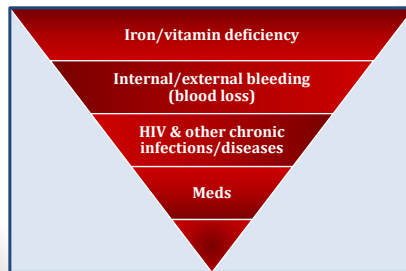 Iron/vitamin deficiency
Internal/external bleeding
(blood loss)
HIV & other chronic
infections/diseases
Meds